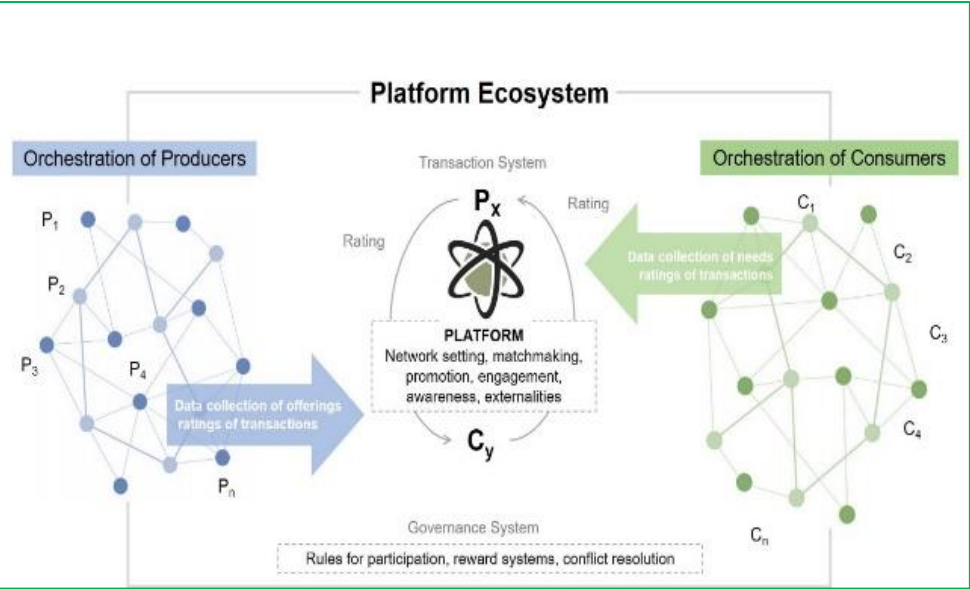 Platform Ecosystem
Orchestration of Producers
Orchestration of Consumers
Transaction System
Px
Rating
Rating
P1
P2
P3
P4
Pn
Data collection of offerings
ratings of transactions
PLATFORM
Network setting, matchmaking,
promotion, engagement,
awareness, externalities
Cy
Data collection of needs
ratings of transactions
C1
C2
C3
C4
Cn
Governance System
Rules for participation, reward systems, conflict resolution